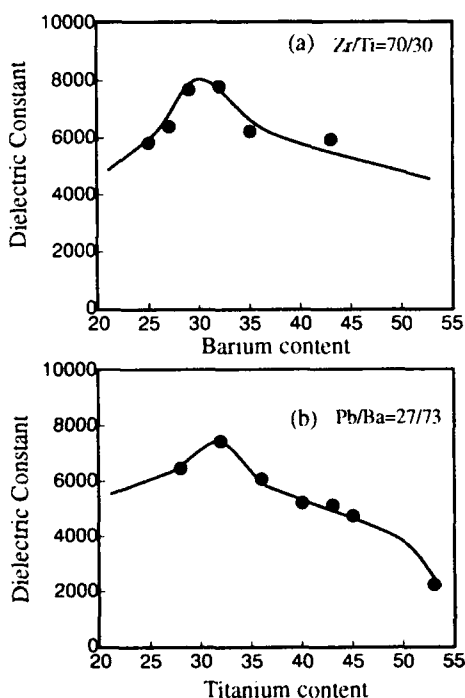 10000
(a) Zr/Ti=70/30
8000
6000
4000
2000
0
Dielectric Constant
20 25 30 35 40 45 50 55
Barium content
10000
(b) Pb/Ba=27/73
8000
6000
4000
2000
0
Dielectric Constant
20 25 30 35 40 45 50 55
Titanium content